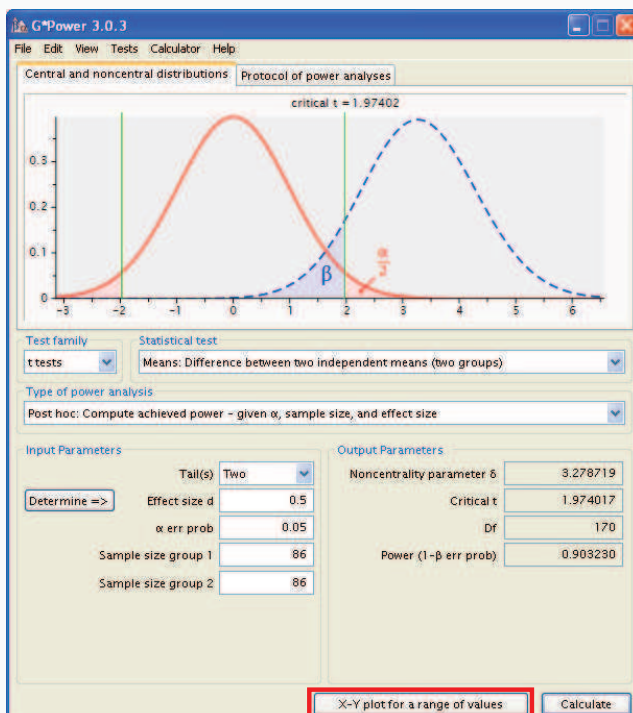 G*Power 3.0.3
File Edit View Tests Calculator Help
Central and noncentral distributions Protocol of power analyses
critical t = 1.97402
0.3
0.2
0.1
0
β
α/2
-3 -2 -1 0 1 2 3 4 5 6
Test family Statistical test
t tests Means: Difference between two independent means (two groups)
Type of power analysis
Post hoc: Compute achieved power - given α, sample size, and effect size
Input Parameters Output Parameters
Tail(s) Two Noncentrality parameter δ 3.278719
Determine => Effect size d 0.5 Critical t 1.974017
α err prob 0.05 Df 170
Sample size group 1 86 Power (1-β err prob) 0.903230
Sample size group 2 86
X-Y plot for a range of values Calculate